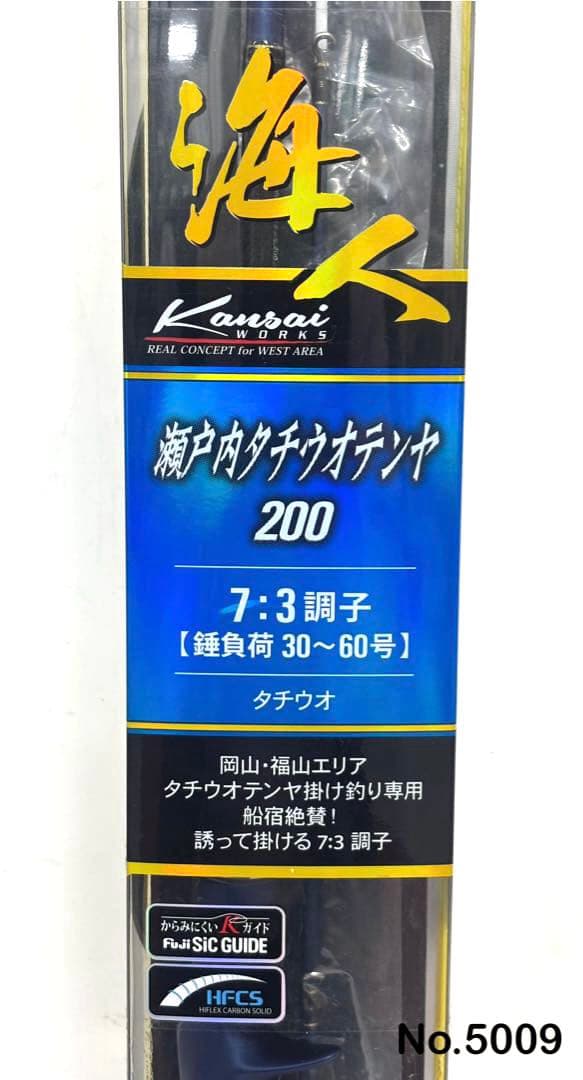 海人
Kansai
WORKS
REAL CONCEPT for WEST AREA
瀬戸内タチウオテンヤ
200
7:3調子
【錘負荷 30〜60号】
タチウオ
岡山・福山エリア
タチウオテンヤ掛け釣り専用
船宿絶賛！
誘って掛ける 7:3 調子
からみにくい K ガイド
Fuji SiC GUIDE
HFCS
HIFLEX CARBON SOLID
No.5009